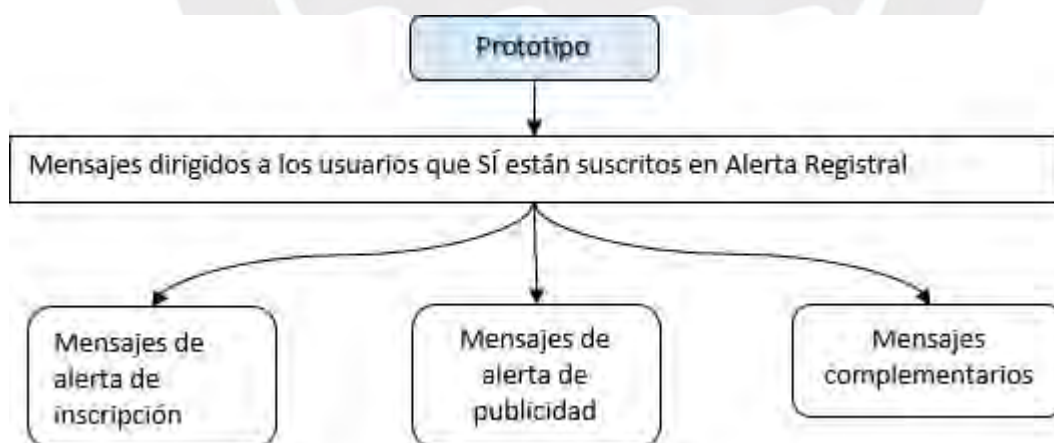 Prototipo
Mensajes dirigidos a los usuarios que SÍ están suscritos en Alerta Registral
Mensajes de
alerta de
inscripción
Mensajes de
alerta de
publicidad
Mensajes
complementarios